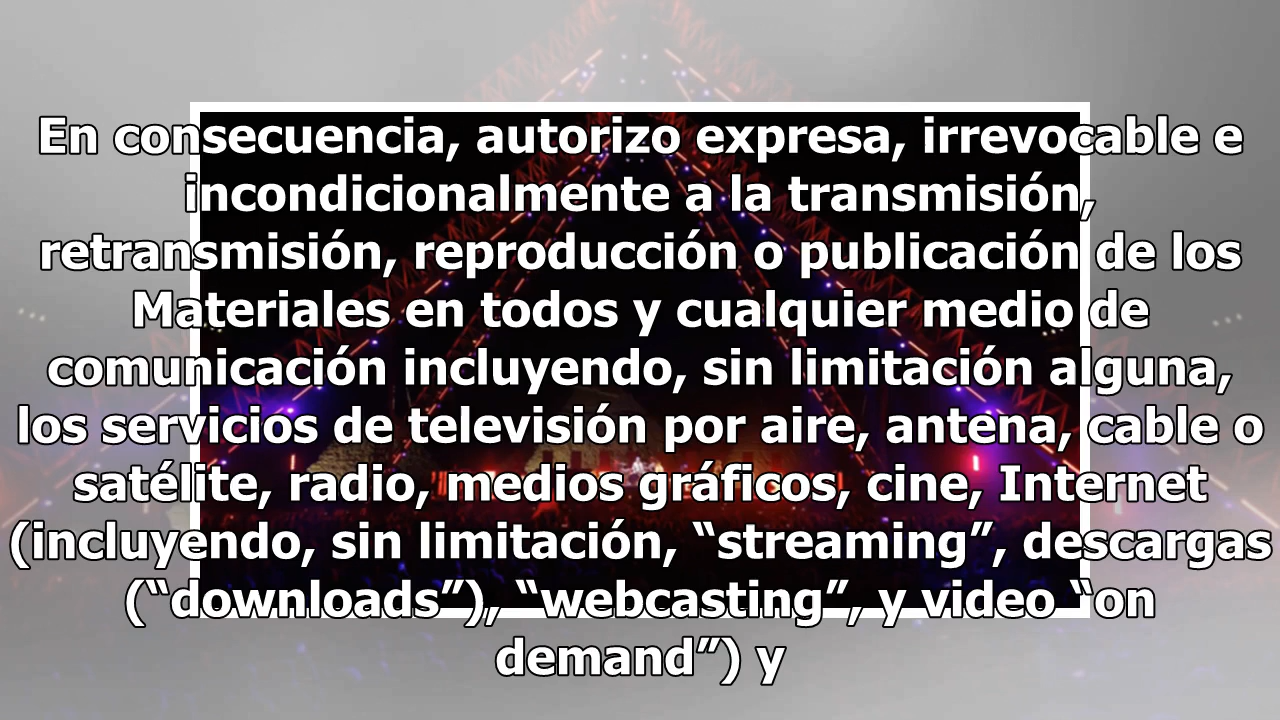 En consecuencia, autorizo expresa, irrevocable e
incondicionalmente a la transmisión,
retransmisión, reproducción o publicación de los
Materiales en todos y cualquier medio de
comunicación incluyendo, sin limitación alguna,
los servicios de televisión por aire, antena, cable o
satélite, radio, medios gráficos, cine, Internet
(incluyendo, sin limitación, “streaming”, descargas
(“downloads”), “webcasting”, y video “on
demand”) y